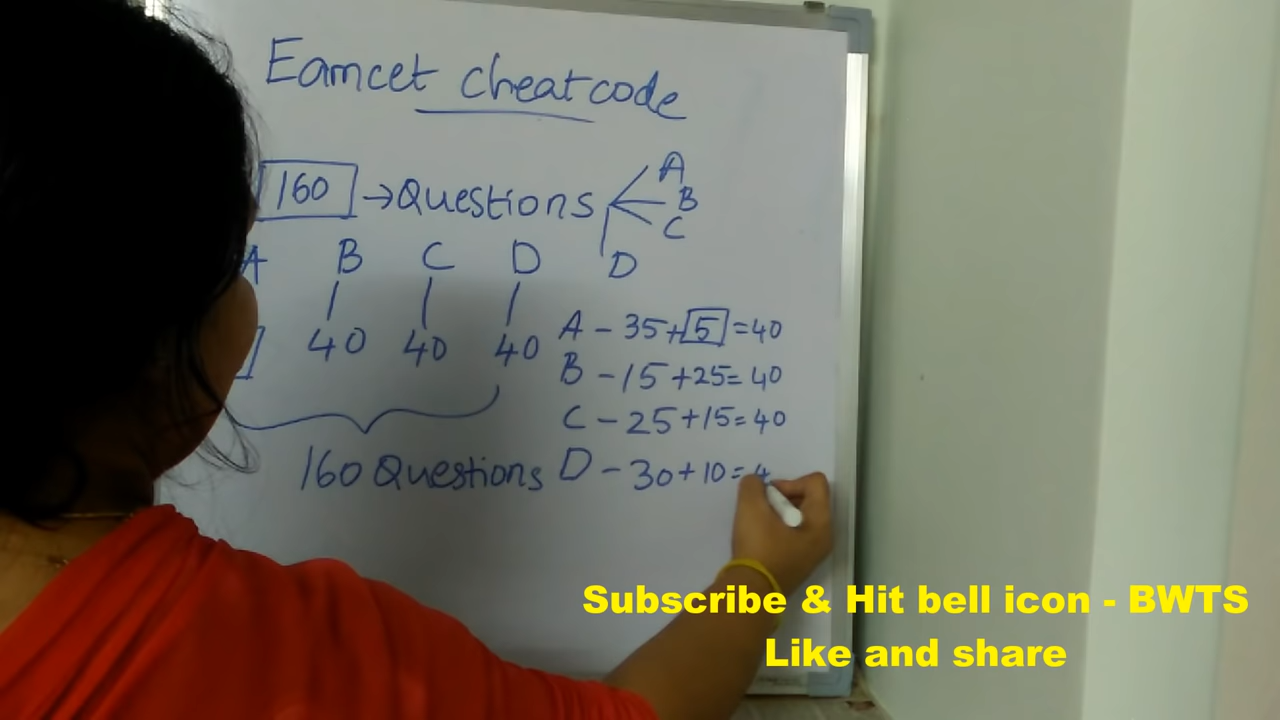 Eamcet cheatcode
160 → Questions A
B
C
D
A B C D
40 40 40
160 Questions
A - 35 + 5 = 40
B - 15 + 25 = 40
C - 25 + 15 = 40
D - 30 + 10 = 4
Subscribe & Hit bell icon - BWTS
Like and share